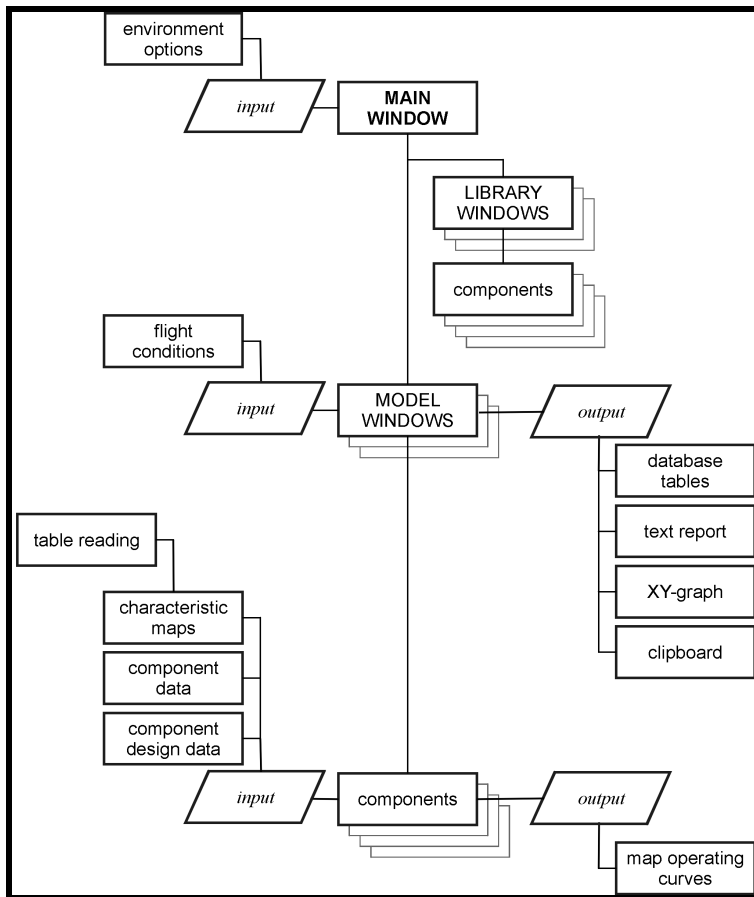 environment
options
input
MAIN
WINDOW
LIBRARY
WINDOWS
components
flight
conditions
input
MODEL
WINDOWS
output
database
tables
text report
XY-graph
clipboard
table reading
characteristic
maps
component
data
component
design data
input
components
output
map operating
curves